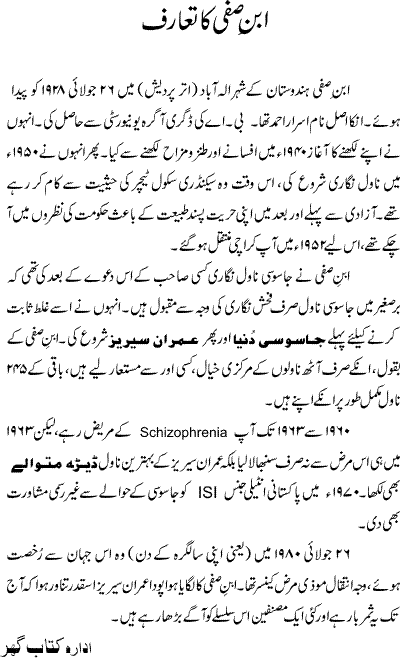 ابنِ صفی کا تعارف
ابنِ صفی ہندوستان کے شہر الہ آباد (اتر پردیش) میں ۲۶ جولائی ۱۹۲۸ کو پیدا
ہوئے۔ انکا اصل نام اسرار احمد تھا۔ بی۔اے کی ڈگری آگرہ یونیورسٹی سے حاصل کی۔ انہوں
نے اپنے لکھنے کا آغاز ۱۹۴۰ء میں افسانے اور طنز و مزاح لکھنے سے کیا۔ پھر انہوں نے ۱۹۵۰ء
میں ناول نگاری شروع کی، اس وقت وہ سیکنڈری سکول ٹیچر کی حیثیت سے کام کر رہے
تھے۔ آزادی سے پہلے اور بعد میں اپنی حریت پسند طبیعت کے باعث حکومت کی نظروں میں آ
چکے تھے، اس لیے ۱۹۵۲ء میں آپ کراچی منتقل ہو گئے۔
ابنِ صفی نے جاسوسی ناول نگاری کسی صاحب کے اس دعوے کے بعد کی تھی کہ
برصغیر میں جاسوسی ناول صرف فحش نگاری کی وجہ سے مقبول ہیں۔ انہوں نے اسے غلط ثابت
کرنے کیلئے پہلے جاسوسی دُنیا اور پھر عمران سیریز شروع کی۔ ابنِ صفی کے
بقول، انکے صرف آٹھ ناولوں کے مرکزی خیال، کسی اور سے مستعار لیے ہیں، باقی کے ۲۴۵
ناول مکمل طور پر انکے اپنے ہیں۔
۱۹۶۰ سے ۱۹۶۳ تک آپ Schizophrenia کے مریض رہے، لیکن ۱۹۶۳
میں ہی اس مرض سے نہ صرف سنبھالا لیا بلکہ عمران سیریز کے بہترین ناول ڈیڑھ متوالے
بھی لکھا۔ ۱۹۷۰ء میں پاکستانی انٹیلی جنس ISI کو جاسوسی کے حوالے سے غیر رسمی مشاورت
بھی دی۔
۲۶ جولائی ۱۹۸۰ میں (یعنی اپنی سالگرہ کے دن) وہ اس جہان سے رُخصت
ہوئے، وجہ انتقال موذی مرض کینسر تھا۔ ابنِ صفی کا لگایا ہوا پودا عمران سیریز اسقدر تناور ہوا کہ آج
تک یہ ثمر بار ہے اور کئی ایک مصنفین اس سلسلے کو آگے بڑھا رہے ہیں۔
ادارہ کتاب گھر